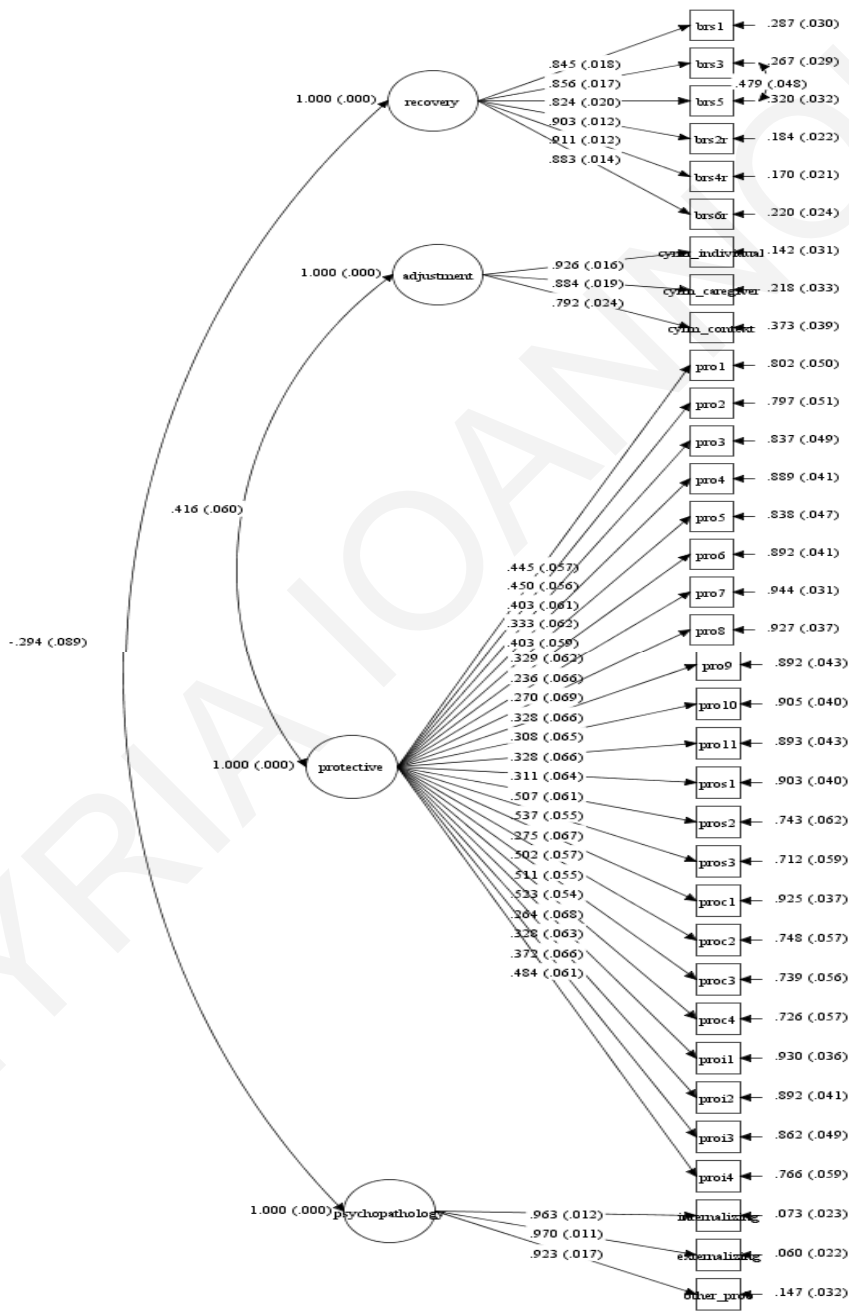 brs1 .287 (.030)
brs3 .267 (.029)
.479 (.048)
brs5 .320 (.032)
brs2r .184 (.022)
brs4r .170 (.021)
brs6r .220 (.024)
.845 (.018)
.856 (.017)
.824 (.020)
.903 (.012)
.911 (.012)
.883 (.014)
1.000 (.000) recovery
cyrm_individual .142 (.031)
cyrm_caregiver .218 (.033)
cyrm_context .373 (.039)
.926 (.016)
.884 (.019)
.792 (.024)
1.000 (.000) adjustment
pro1 .802 (.050)
pro2 .797 (.051)
pro3 .837 (.049)
pro4 .889 (.041)
pro5 .838 (.047)
pro6 .892 (.041)
pro7 .944 (.031)
pro8 .927 (.037)
pro9 .892 (.043)
pro10 .905 (.040)
pro11 .893 (.043)
pros1 .903 (.040)
pros2 .743 (.062)
pros3 .712 (.059)
proc1 .925 (.037)
proc2 .748 (.057)
proc3 .739 (.056)
proc4 .726 (.057)
proi1 .930 (.036)
proi2 .892 (.041)
proi3 .862 (.049)
proi4 .766 (.059)
.416 (.060)
-.294 (.089)
.445 (.057)
.450 (.056)
.403 (.061)
.333 (.062)
.403 (.059)
.329 (.062)
.236 (.066)
.270 (.069)
.328 (.066)
.308 (.065)
.328 (.066)
.311 (.064)
.507 (.061)
.537 (.055)
.275 (.067)
.502 (.057)
.511 (.055)
.523 (.054)
.264 (.068)
.328 (.063)
.372 (.066)
.484 (.061)
1.000 (.000) protective
1.000 (.000) psychopathology
.963 (.012)
.970 (.011)
.923 (.017)
internalizing .073 (.023)
externalizing .060 (.022)
other_prob .147 (.032)
YRIA IOANNO